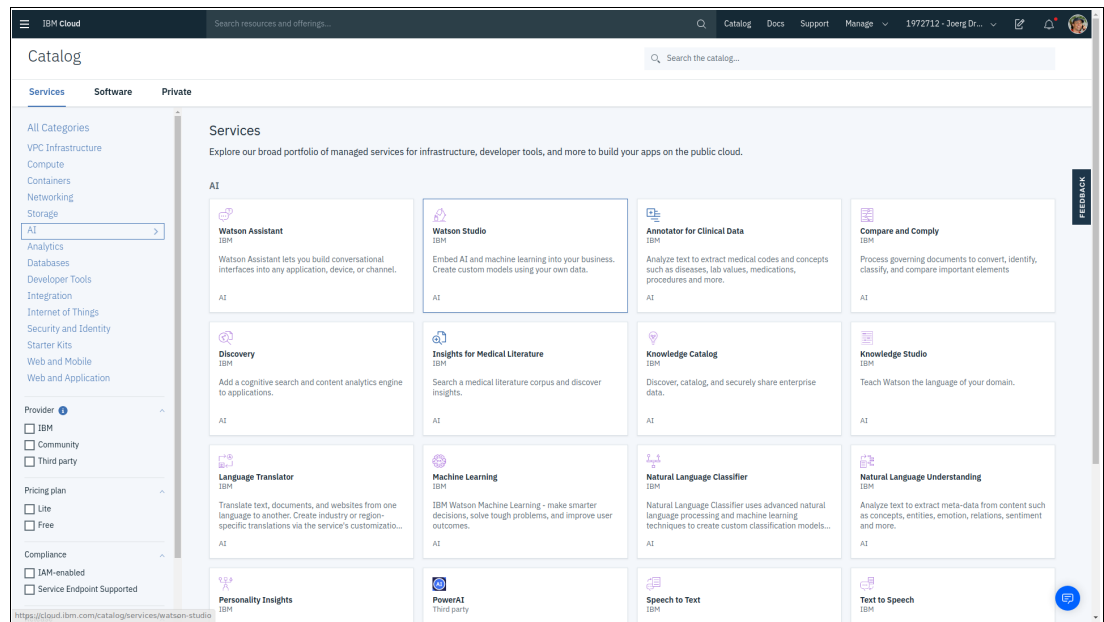 IBM Cloud
Search resources and offerings...
Catalog
Docs
Support
Manage
1972712 - Joerg Dr...
Catalog
Search the catalog...
Services
Software
Private
All Categories
VPC Infrastructure
Compute
Containers
Networking
Storage
AI
Analytics
Databases
Developer Tools
Integration
Internet of Things
Security and Identity
Starter Kits
Web and Mobile
Web and Application
Provider
IBM
Community
Third party
Pricing plan
Lite
Free
Compliance
IAM-enabled
Service Endpoint Supported
https://cloud.ibm.com/catalog/services/watson-studio
Services
Explore our broad portfolio of managed services for infrastructure, developer tools, and more to build your apps on the public cloud.
AI
Watson Assistant
IBM
Watson Assistant lets you build conversational
interfaces into any application, device, or channel.
AI
Watson Studio
IBM
Embed AI and machine learning into your business.
Create custom models using your own data.
AI
Annotator for Clinical Data
IBM
Analyze text to extract medical codes and concepts
such as diseases, lab values, medications,
procedures and more.
AI
Compare and Comply
IBM
Process governing documents to convert, identify,
classify, and compare important elements
AI
Discovery
IBM
Add a cognitive search and content analytics engine
to applications.
AI
Insights for Medical Literature
IBM
Search a medical literature corpus and discover
insights.
AI
Knowledge Catalog
IBM
Discover, catalog, and securely share enterprise
data.
AI
Knowledge Studio
IBM
Teach Watson the language of your domain.
AI
Language Translator
IBM
Translate text, documents, and websites from one
language to another. Create industry or region-
specific translations via the service's customizatio...
AI
Machine Learning
IBM
IBM Watson Machine Learning - make smarter
decisions, solve tough problems, and improve user
outcomes.
AI
Natural Language Classifier
IBM
Natural Language Classifier uses advanced natural
language processing and machine learning
techniques to create custom classification models...
AI
Natural Language Understanding
IBM
Analyze text to extract meta-data from content such
as concepts, entities, emotion, relations, sentiment
and more.
AI
Personality Insights
IBM
AI
PowerAI
Third party
Speech to Text
IBM
Text to Speech
IBM
FEEDBACK